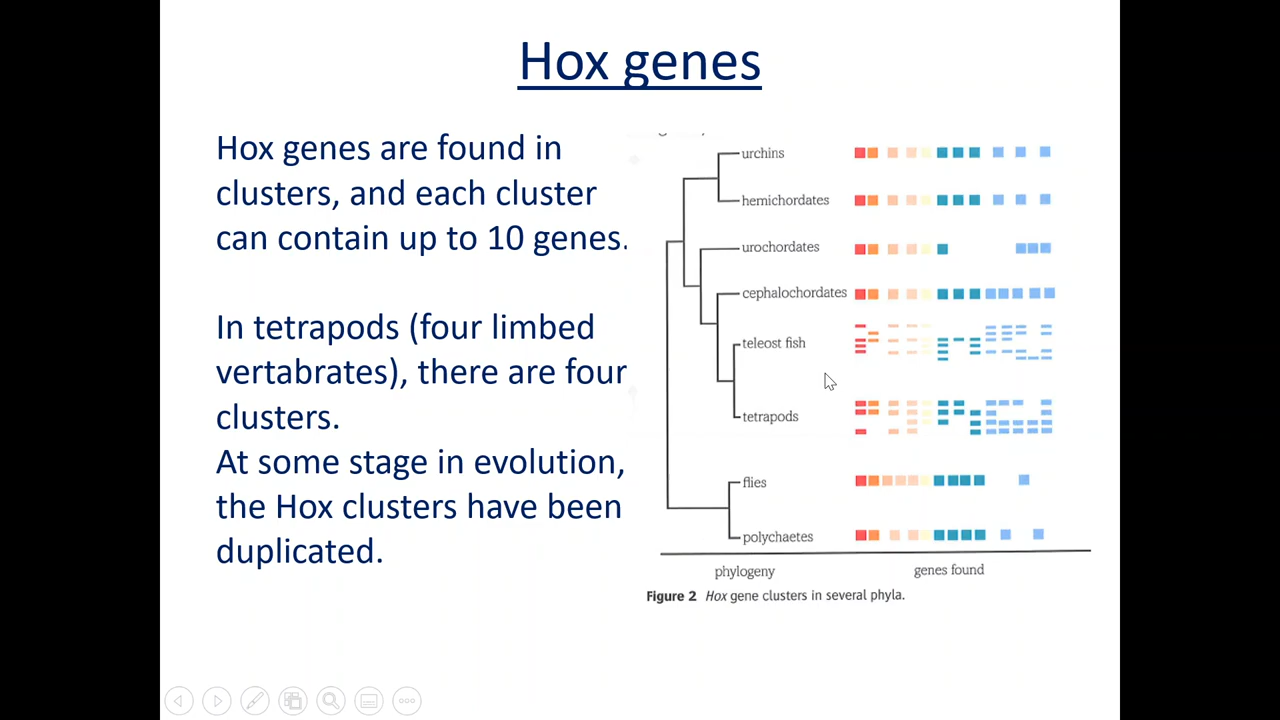 Hox genes
Hox genes are found in
clusters, and each cluster
can contain up to 10 genes.
In tetrapods (four limbed
vertabrates), there are four
clusters.
At some stage in evolution,
the Hox clusters have been
duplicated.
urchins
hemichordates
urochordates
cephalochordates
teleost fish
tetrapods
flies
polychaetes
phylogeny
genes found
Figure 2 Hox gene clusters in several phyla.